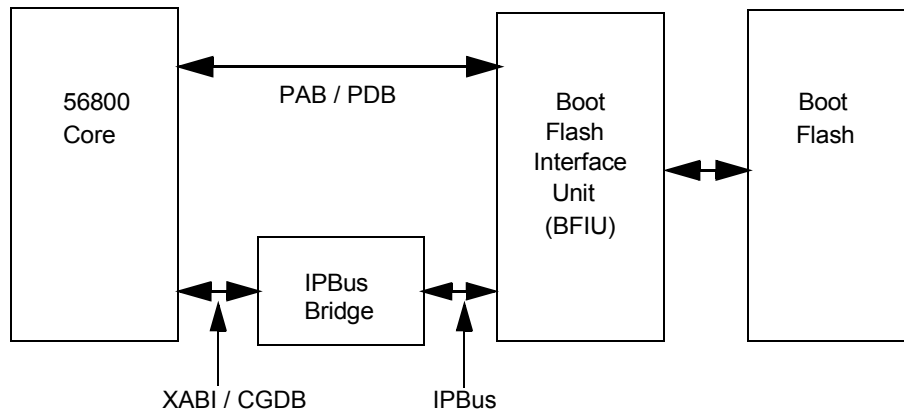 56800
Core
PAB / PDB
Boot
Flash
Interface
Unit
(BFIU)
Boot
Flash
IPBus
Bridge
XABI / CGDB
IPBus